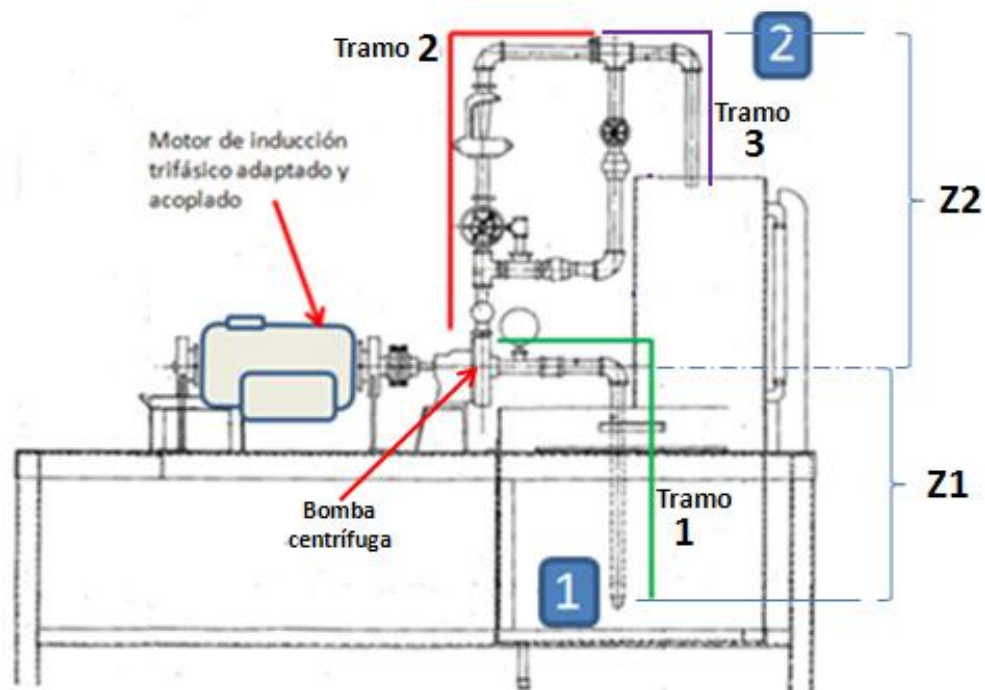 Tramo 2
2
Motor de inducción
trifásico adaptado y
acoplado
Tramo
3
Z2
Bomba
centrífuga
Tramo
1
Z1
1